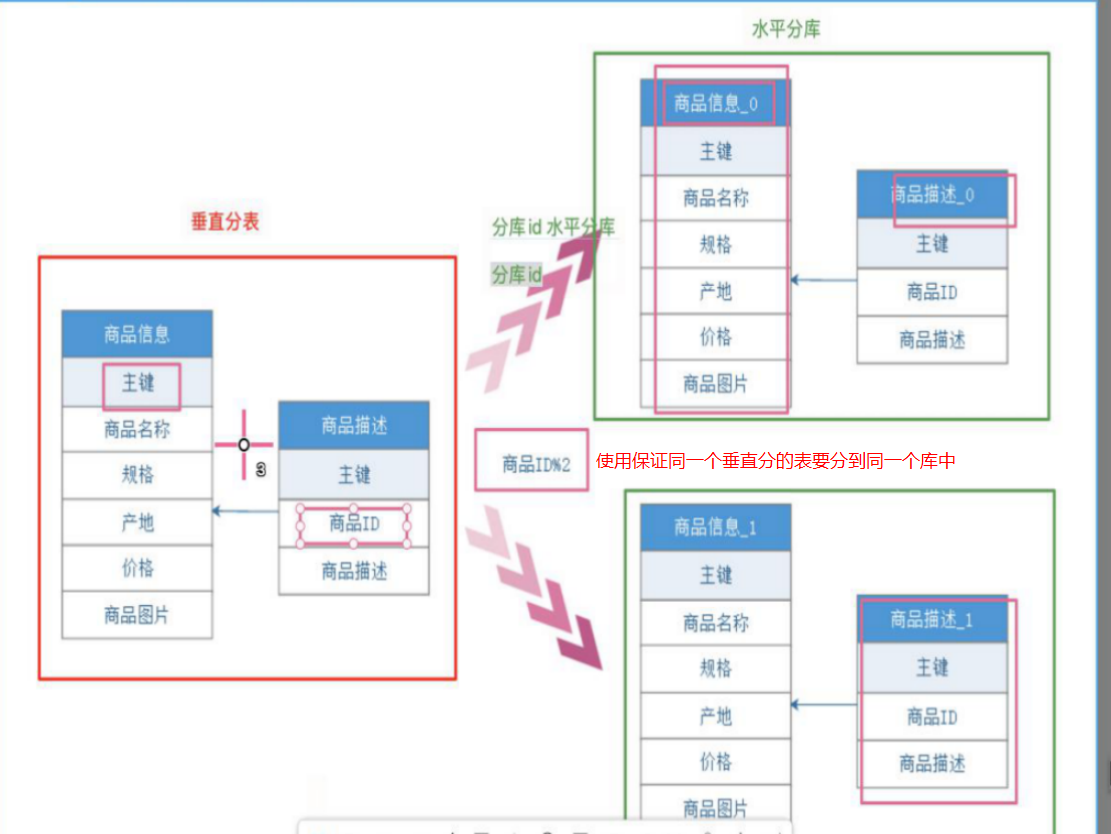 水平分库
商品信息_0
主键
商品名称
规格
产地
价格
商品图片
商品描述_0
主键
商品ID
商品描述
垂直分表
商品信息
主键
商品名称
规格
产地
价格
商品图片
商品描述
主键
商品ID
商品描述
分库id 水平分库
分库id
商品ID%2
使用保证同一个垂直分的表要分到同一个库中
商品信息_1
主键
商品名称
规格
产地
价格
商品图片
商品描述_1
主键
商品ID
商品描述